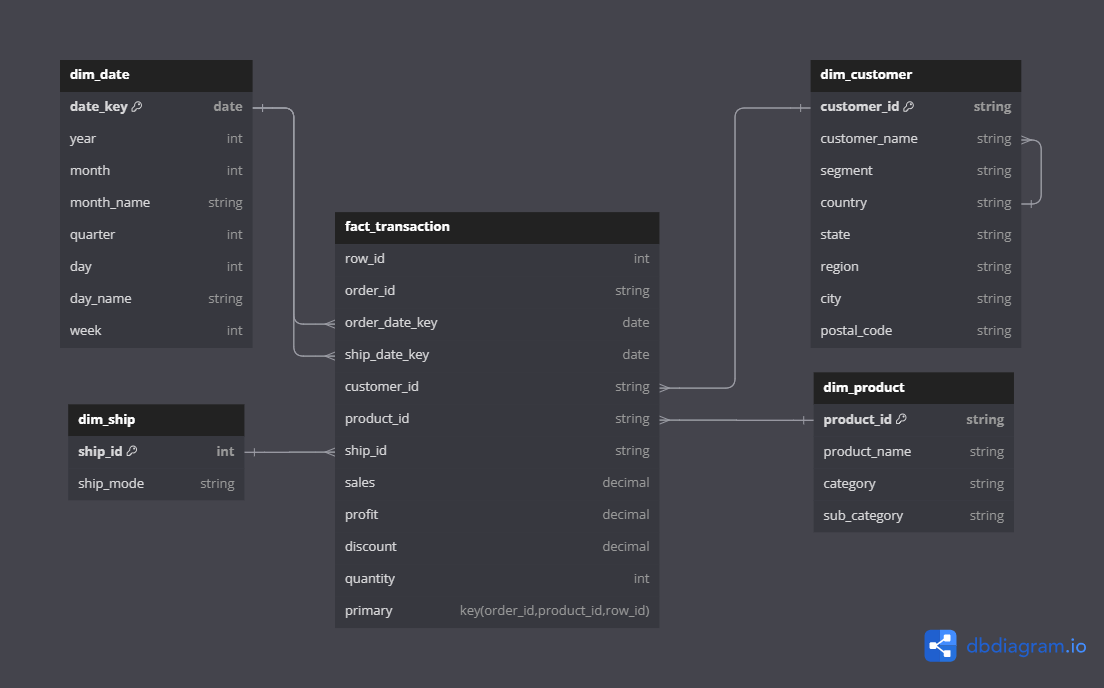 dim_date
date_key date
year int
month int
month_name string
quarter int
day int
day_name string
week int
dim_ship
ship_id int
ship_mode string
fact_transaction
row_id int
order_id string
order_date_key date
ship_date_key date
customer_id string
product_id string
ship_id string
sales decimal
profit decimal
discount decimal
quantity int
primary key(order_id,product_id,row_id)
dim_customer
customer_id string
customer_name string
segment string
country string
state string
region string
city string
postal_code string
dim_product
product_id string
product_name string
category string
sub_category string
dbdiagram.io